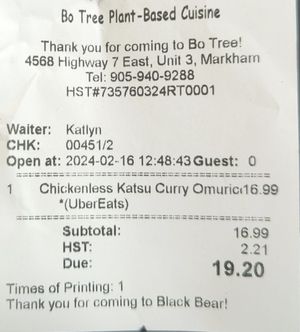 Bo Tree Plant-Based Cuisine
Thank you for coming to Bo Tree!
4568 Highway 7 East, Unit 3, Markham
Tel: 905-940-9288
HST#735760324RT0001
Waiter: Katlyn
CHK: 00451/2
Open at: 2024-02-16 12:48:43 Guest: 0
1 Chickenless Katsu Curry Omuric 16.99
*(UberEats)
Subtotal: 16.99
HST: 2.21
Due: 19.20
Times of Printing: 1
Thank you for coming to Black Bear!